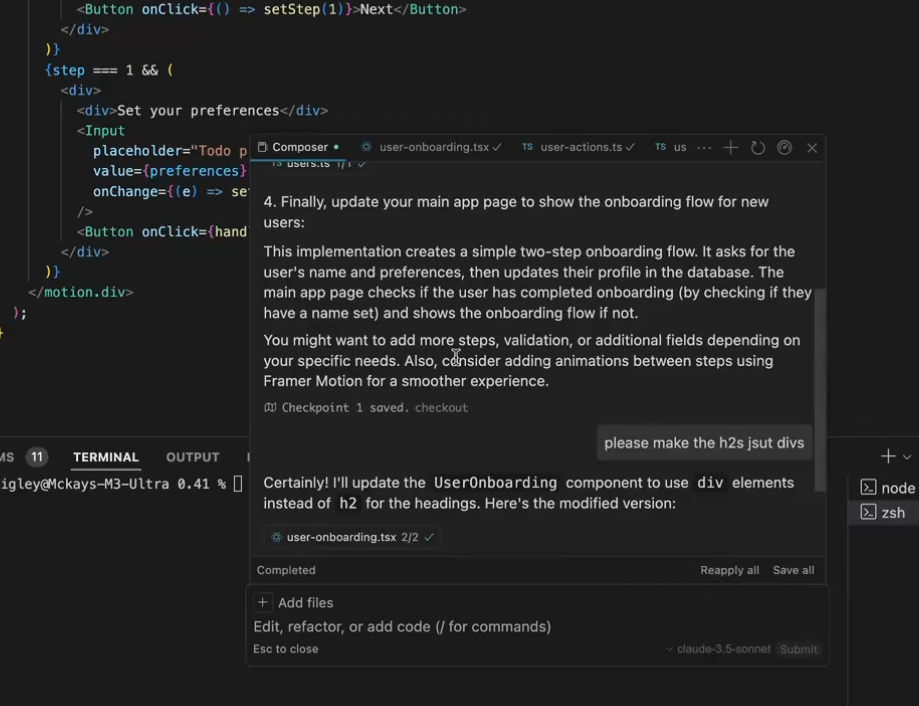 <Button onClick={() => setStep(1)}>Next</Button>
</div>
)}
{step === 1 && (
<div>
<div>Set your preferences</div>
<Input
placeholder="Todo p
value={preferences}
onChange={(e) => se
/>
<Button onClick={hand
</div>
)}
</motion.div>
);
}
Composer • user-onboarding.tsx ✓ TS user-actions.ts ✓ TS us ...
TS users.ts 1/1 ✓
4. Finally, update your main app page to show the onboarding flow for new
users:
This implementation creates a simple two-step onboarding flow. It asks for the
user's name and preferences, then updates their profile in the database. The
main app page checks if the user has completed onboarding (by checking if they
have a name set) and shows the onboarding flow if not.
You might want to add more steps, validation, or additional fields depending on
your specific needs. Also, consider adding animations between steps using
Framer Motion for a smoother experience.
Checkpoint 1 saved. checkout
please make the h2s jsut divs
Certainly! I'll update the UserOnboarding component to use div elements
instead of h2 for the headings. Here's the modified version:
user-onboarding.tsx 2/2 ✓
Completed Reapply all Save all
+ Add files
Edit, refactor, or add code (/ for commands)
Esc to close claude-3.5-sonnet Submit
MS 11 TERMINAL OUTPUT
igley@Mckays-M3-Ultra 0.41 %
node
zsh